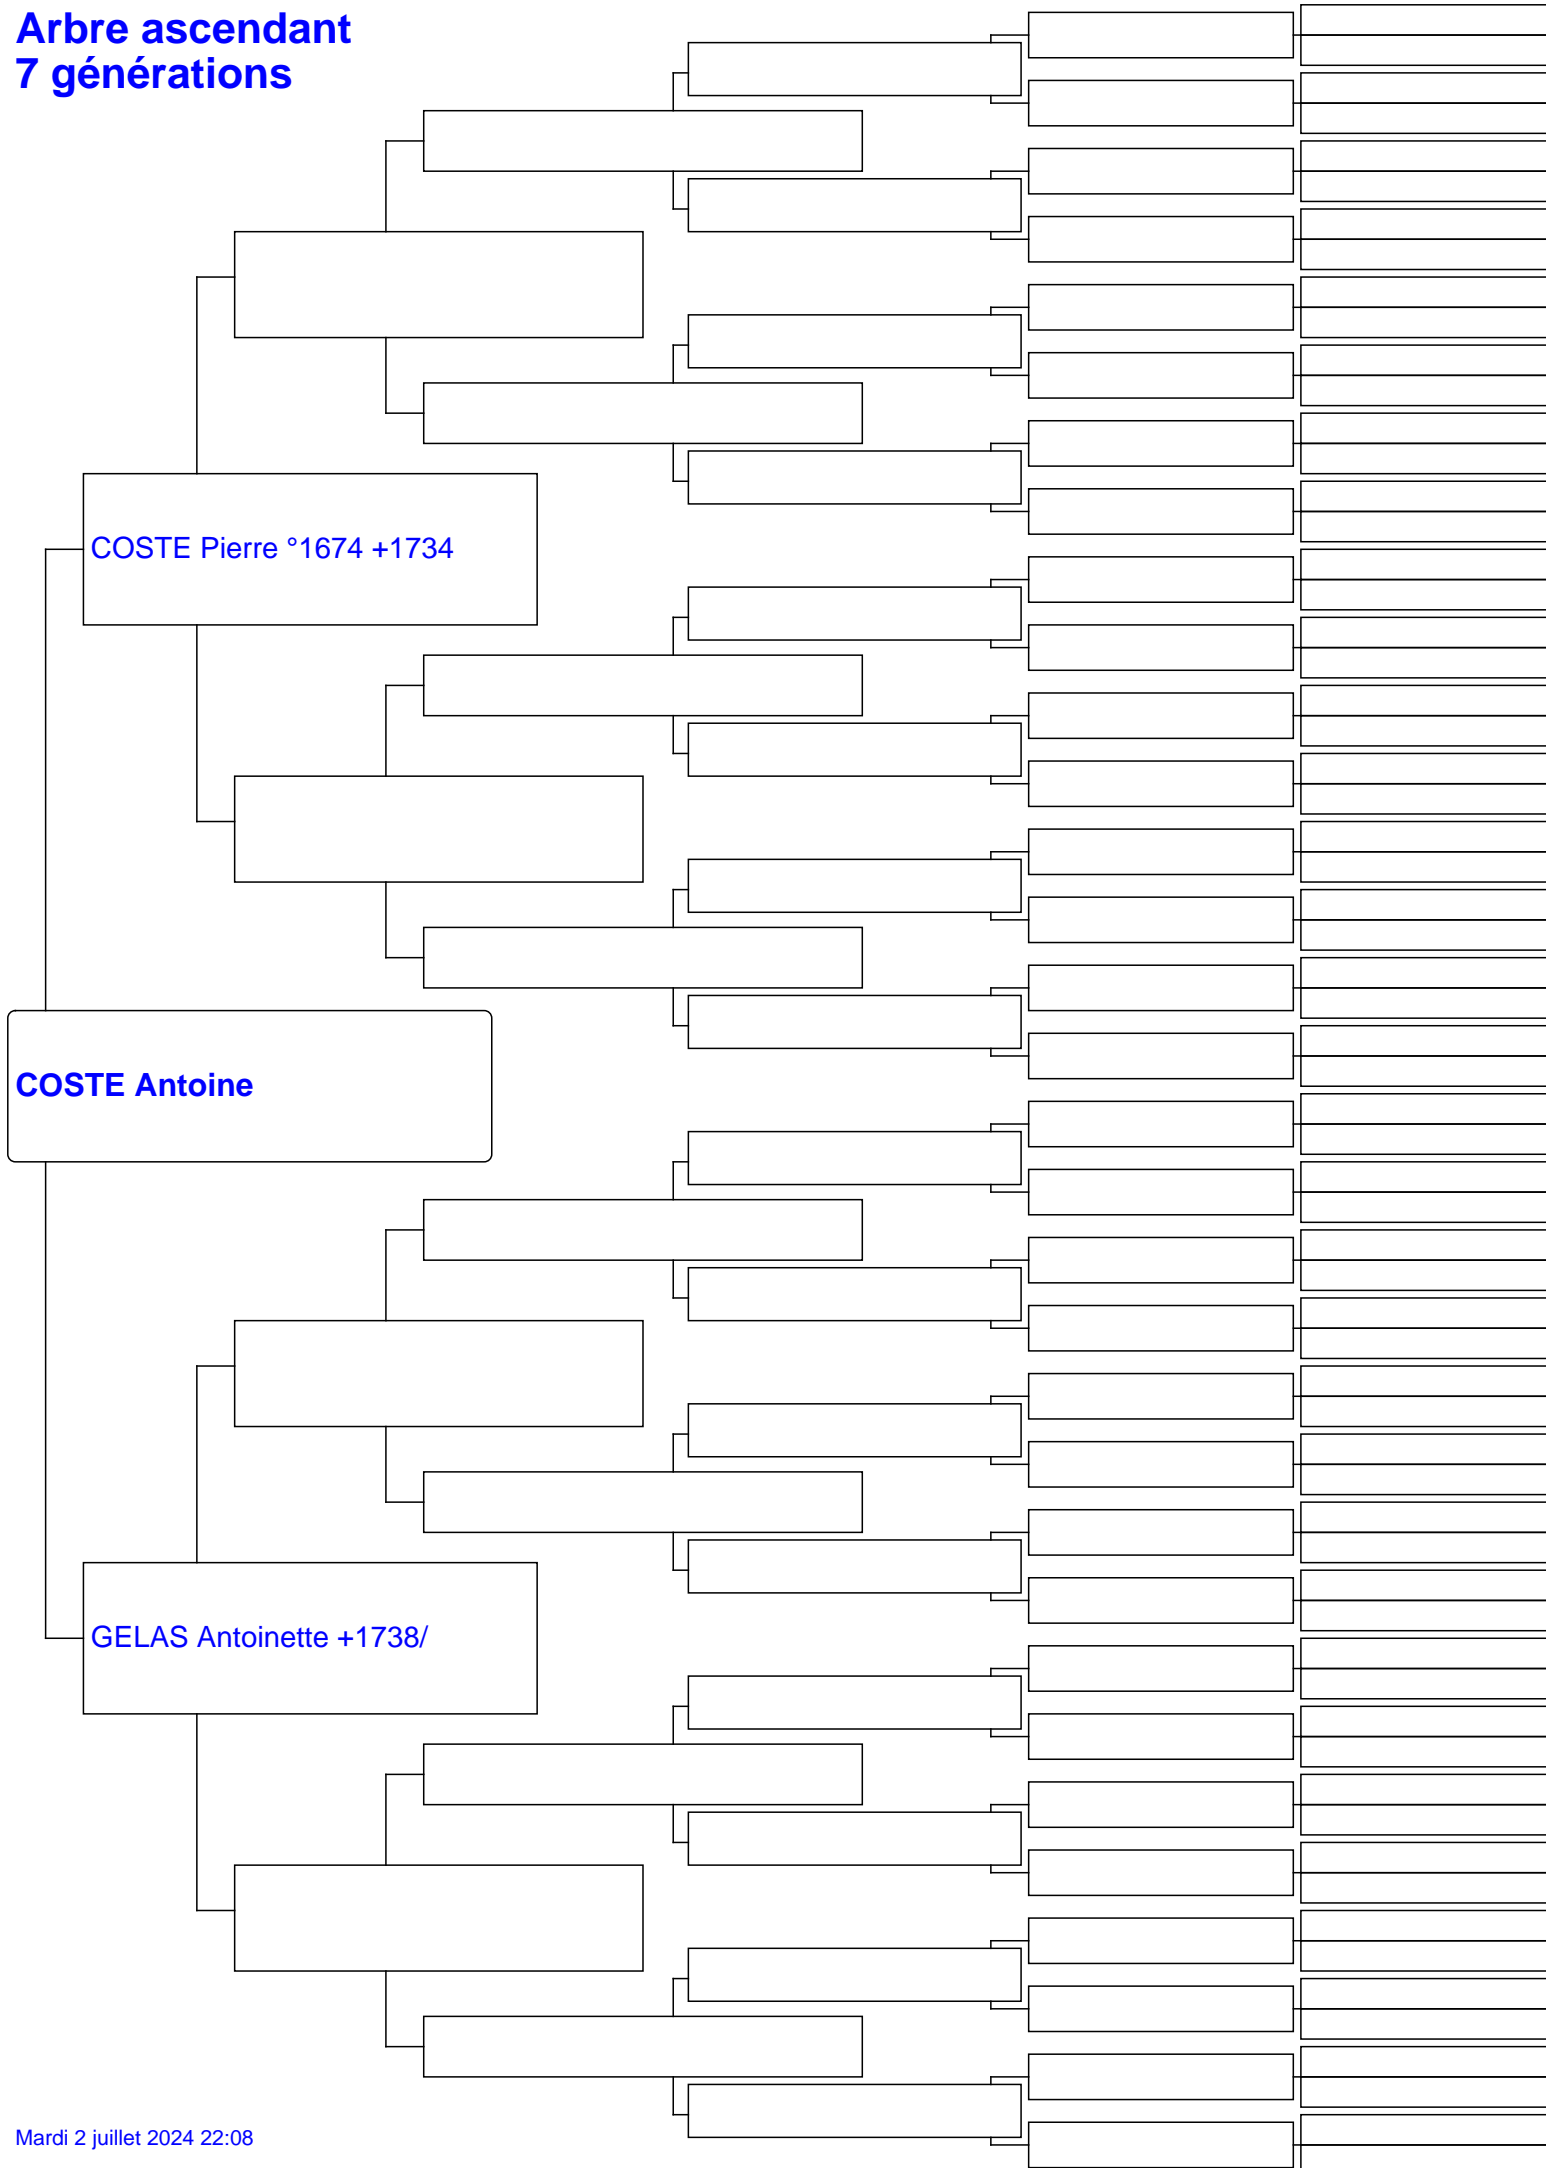 Arbre ascendant
7 générations
COSTE Pierre °1674 +1734
COSTE Antoine
GELAS Antoinette +1738/
Mardi 2 juillet 2024 22:08